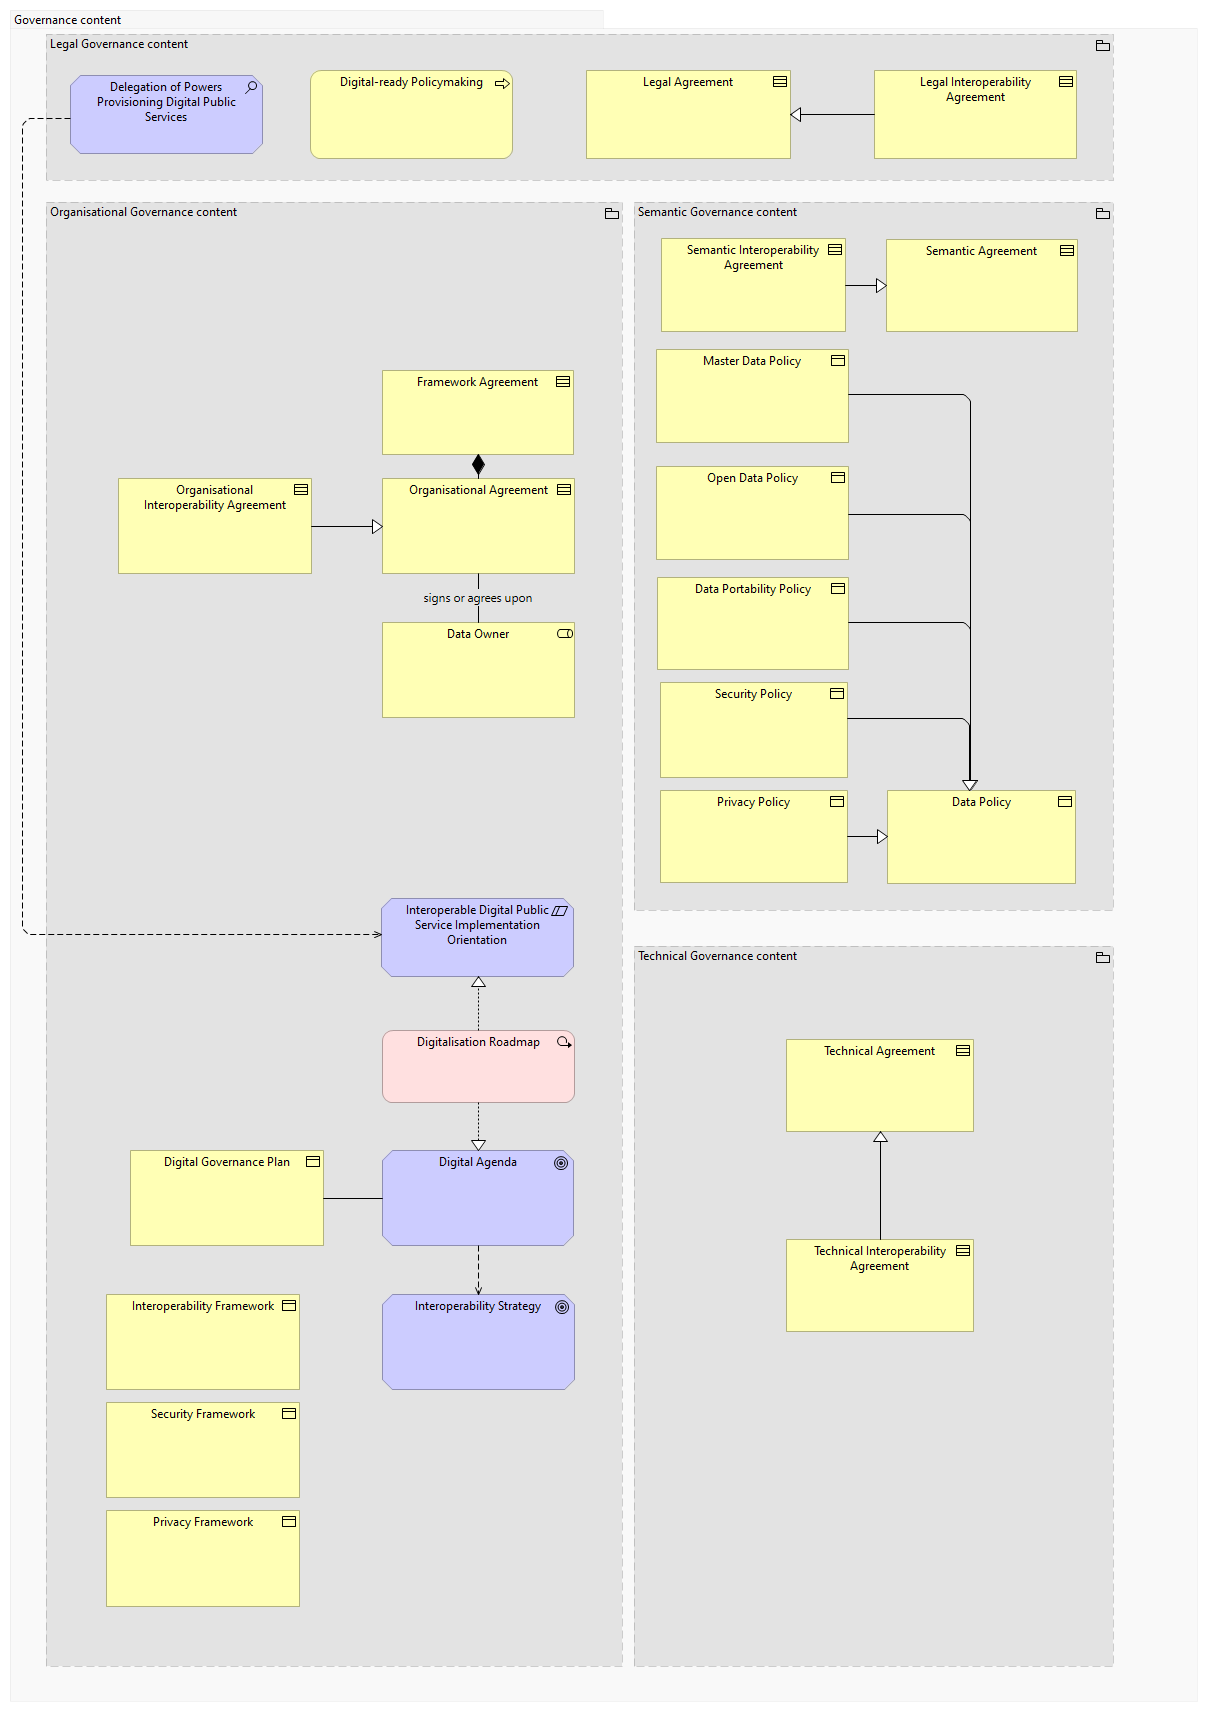 Governance content
Legal Governance content
Delegation of Powers
Provisioning Digital Public
Services
Digital-ready Policymaking
Legal Agreement
Legal Interoperability
Agreement
Organisational Governance content
Framework Agreement
Organisational
Interoperability Agreement
Organisational Agreement
signs or agrees upon
Data Owner
Interoperable Digital Public
Service Implementation
Orientation
Digitalisation Roadmap
Digital Governance Plan
Digital Agenda
Interoperability Framework
Interoperability Strategy
Security Framework
Privacy Framework
Semantic Governance content
Semantic Interoperability
Agreement
Semantic Agreement
Master Data Policy
Open Data Policy
Data Portability Policy
Security Policy
Privacy Policy
Data Policy
Technical Governance content
Technical Agreement
Technical Interoperability
Agreement